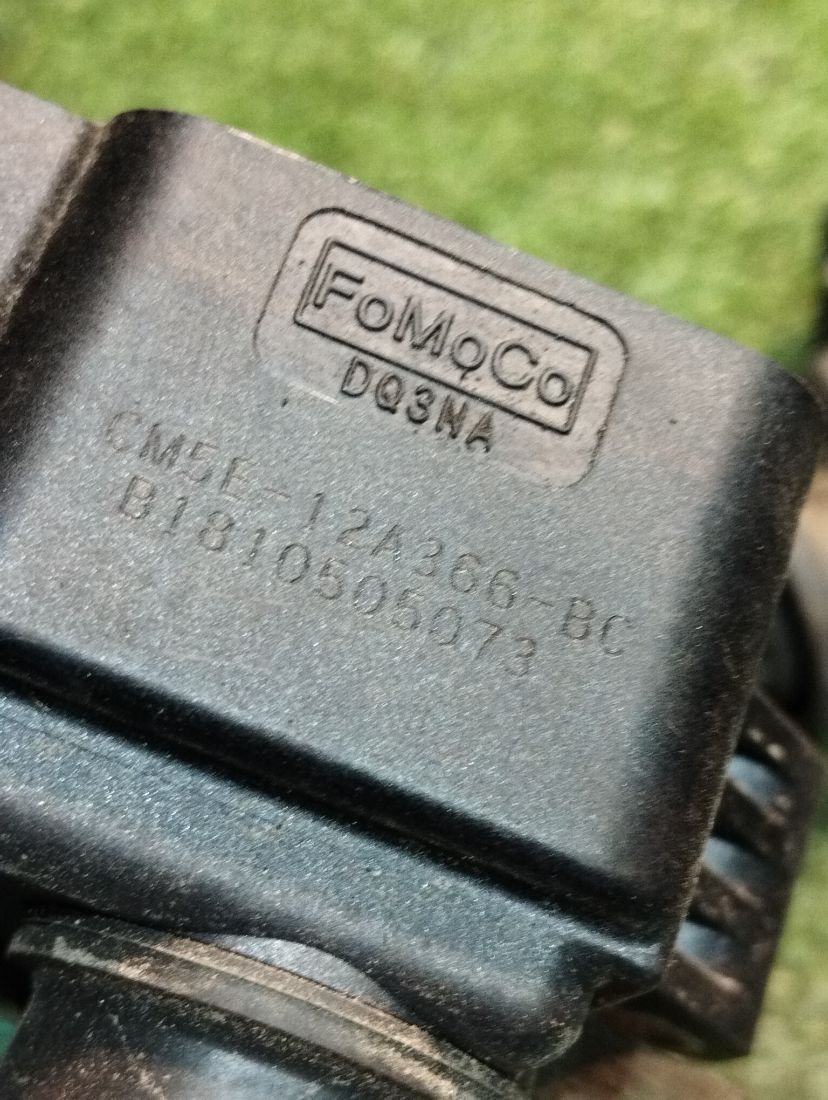 FoMoCo
DQ3NA
CM5E-12A366-BC
B1810505073